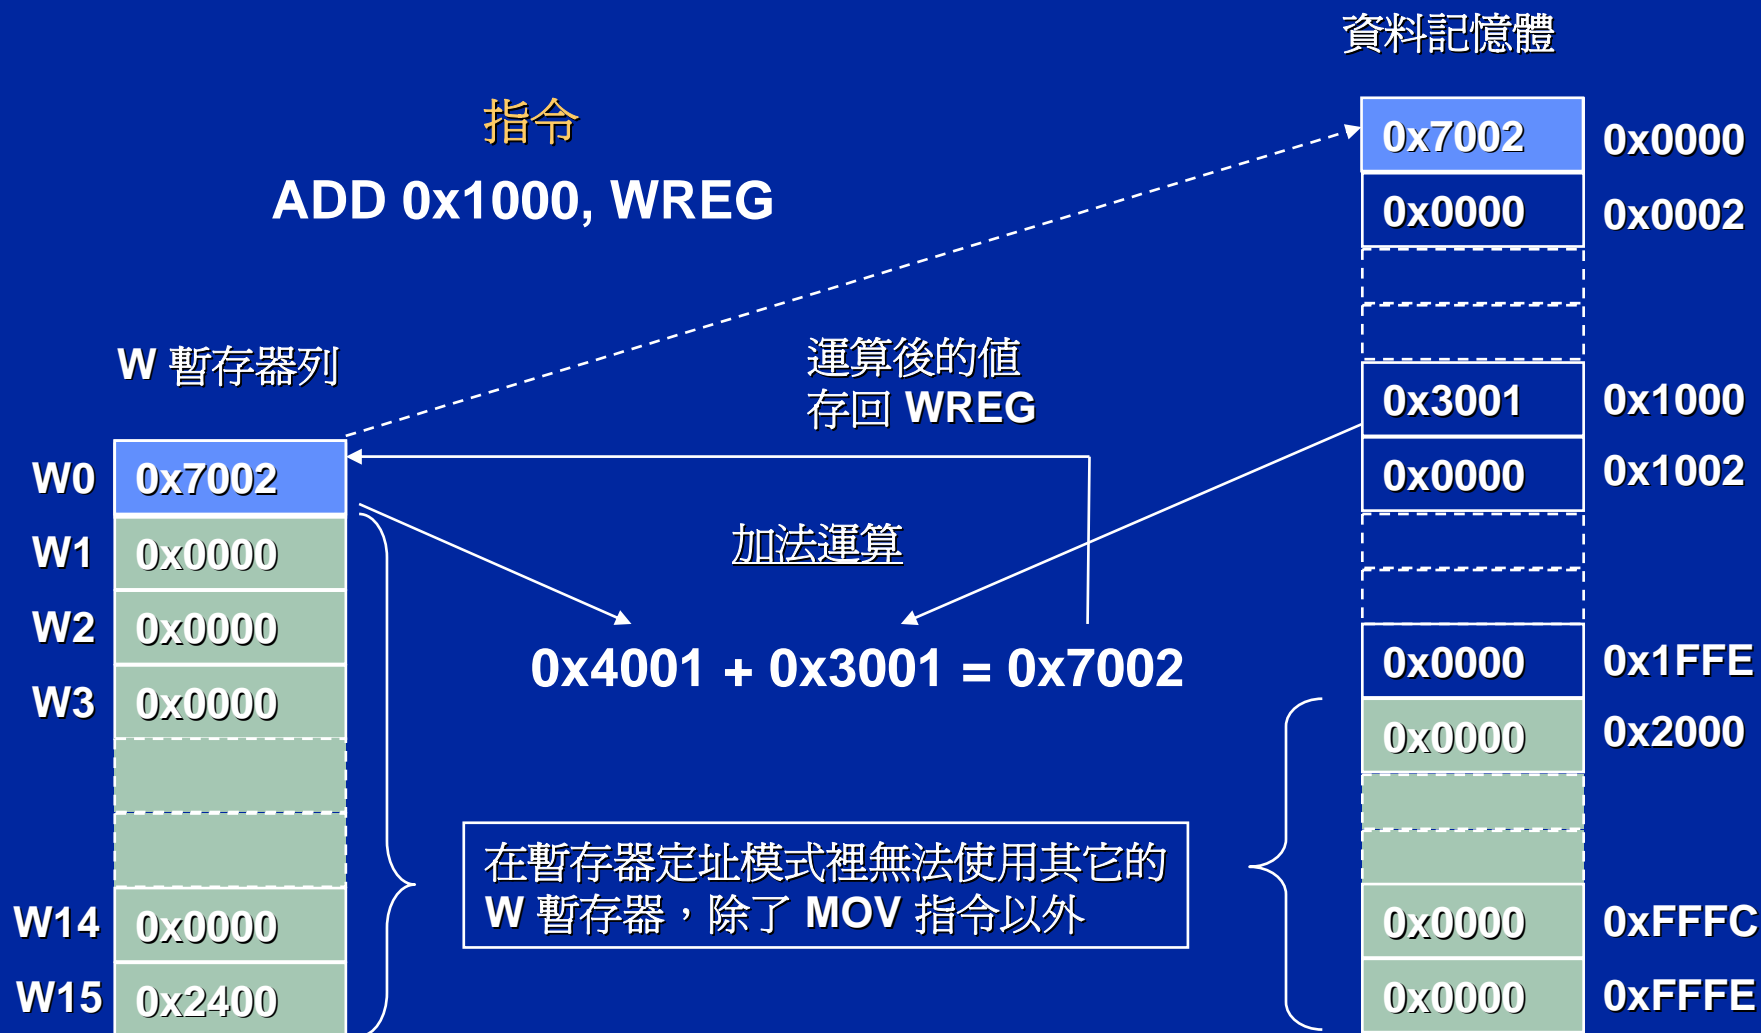 資料記憶體
指令
ADD 0x1000, WREG
0x7002 0x0000
0x0000 0x0002
W 暫存器列
運算後的值
存回 WREG
0x3001 0x1000
0x0000 0x1002
W0 0x7002
W1 0x0000
W2 0x0000
W3 0x0000
加法運算
0x4001 + 0x3001 = 0x7002
0x0000 0x1FFE
0x0000 0x2000
在暫存器定址模式裡無法使用其它的
W 暫存器，除了 MOV 指令以外
W14 0x0000
W15 0x2400
0x0000 0xFFFC
0x0000 0xFFFE